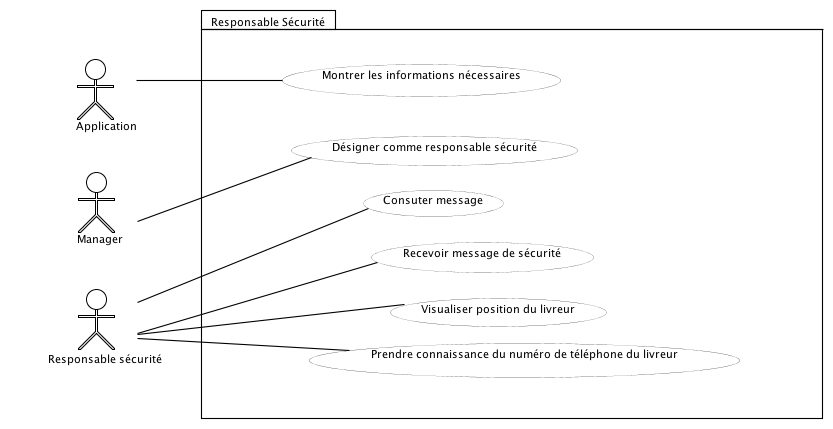 Responsable Sécurité
Montrer les informations nécessaires
Application
Désigner comme responsable sécurité
Consuter message
Manager
Recevoir message de sécurité
Visualiser position du livreur
Prendre connaissance du numéro de téléphone du livreur
Responsable sécurité